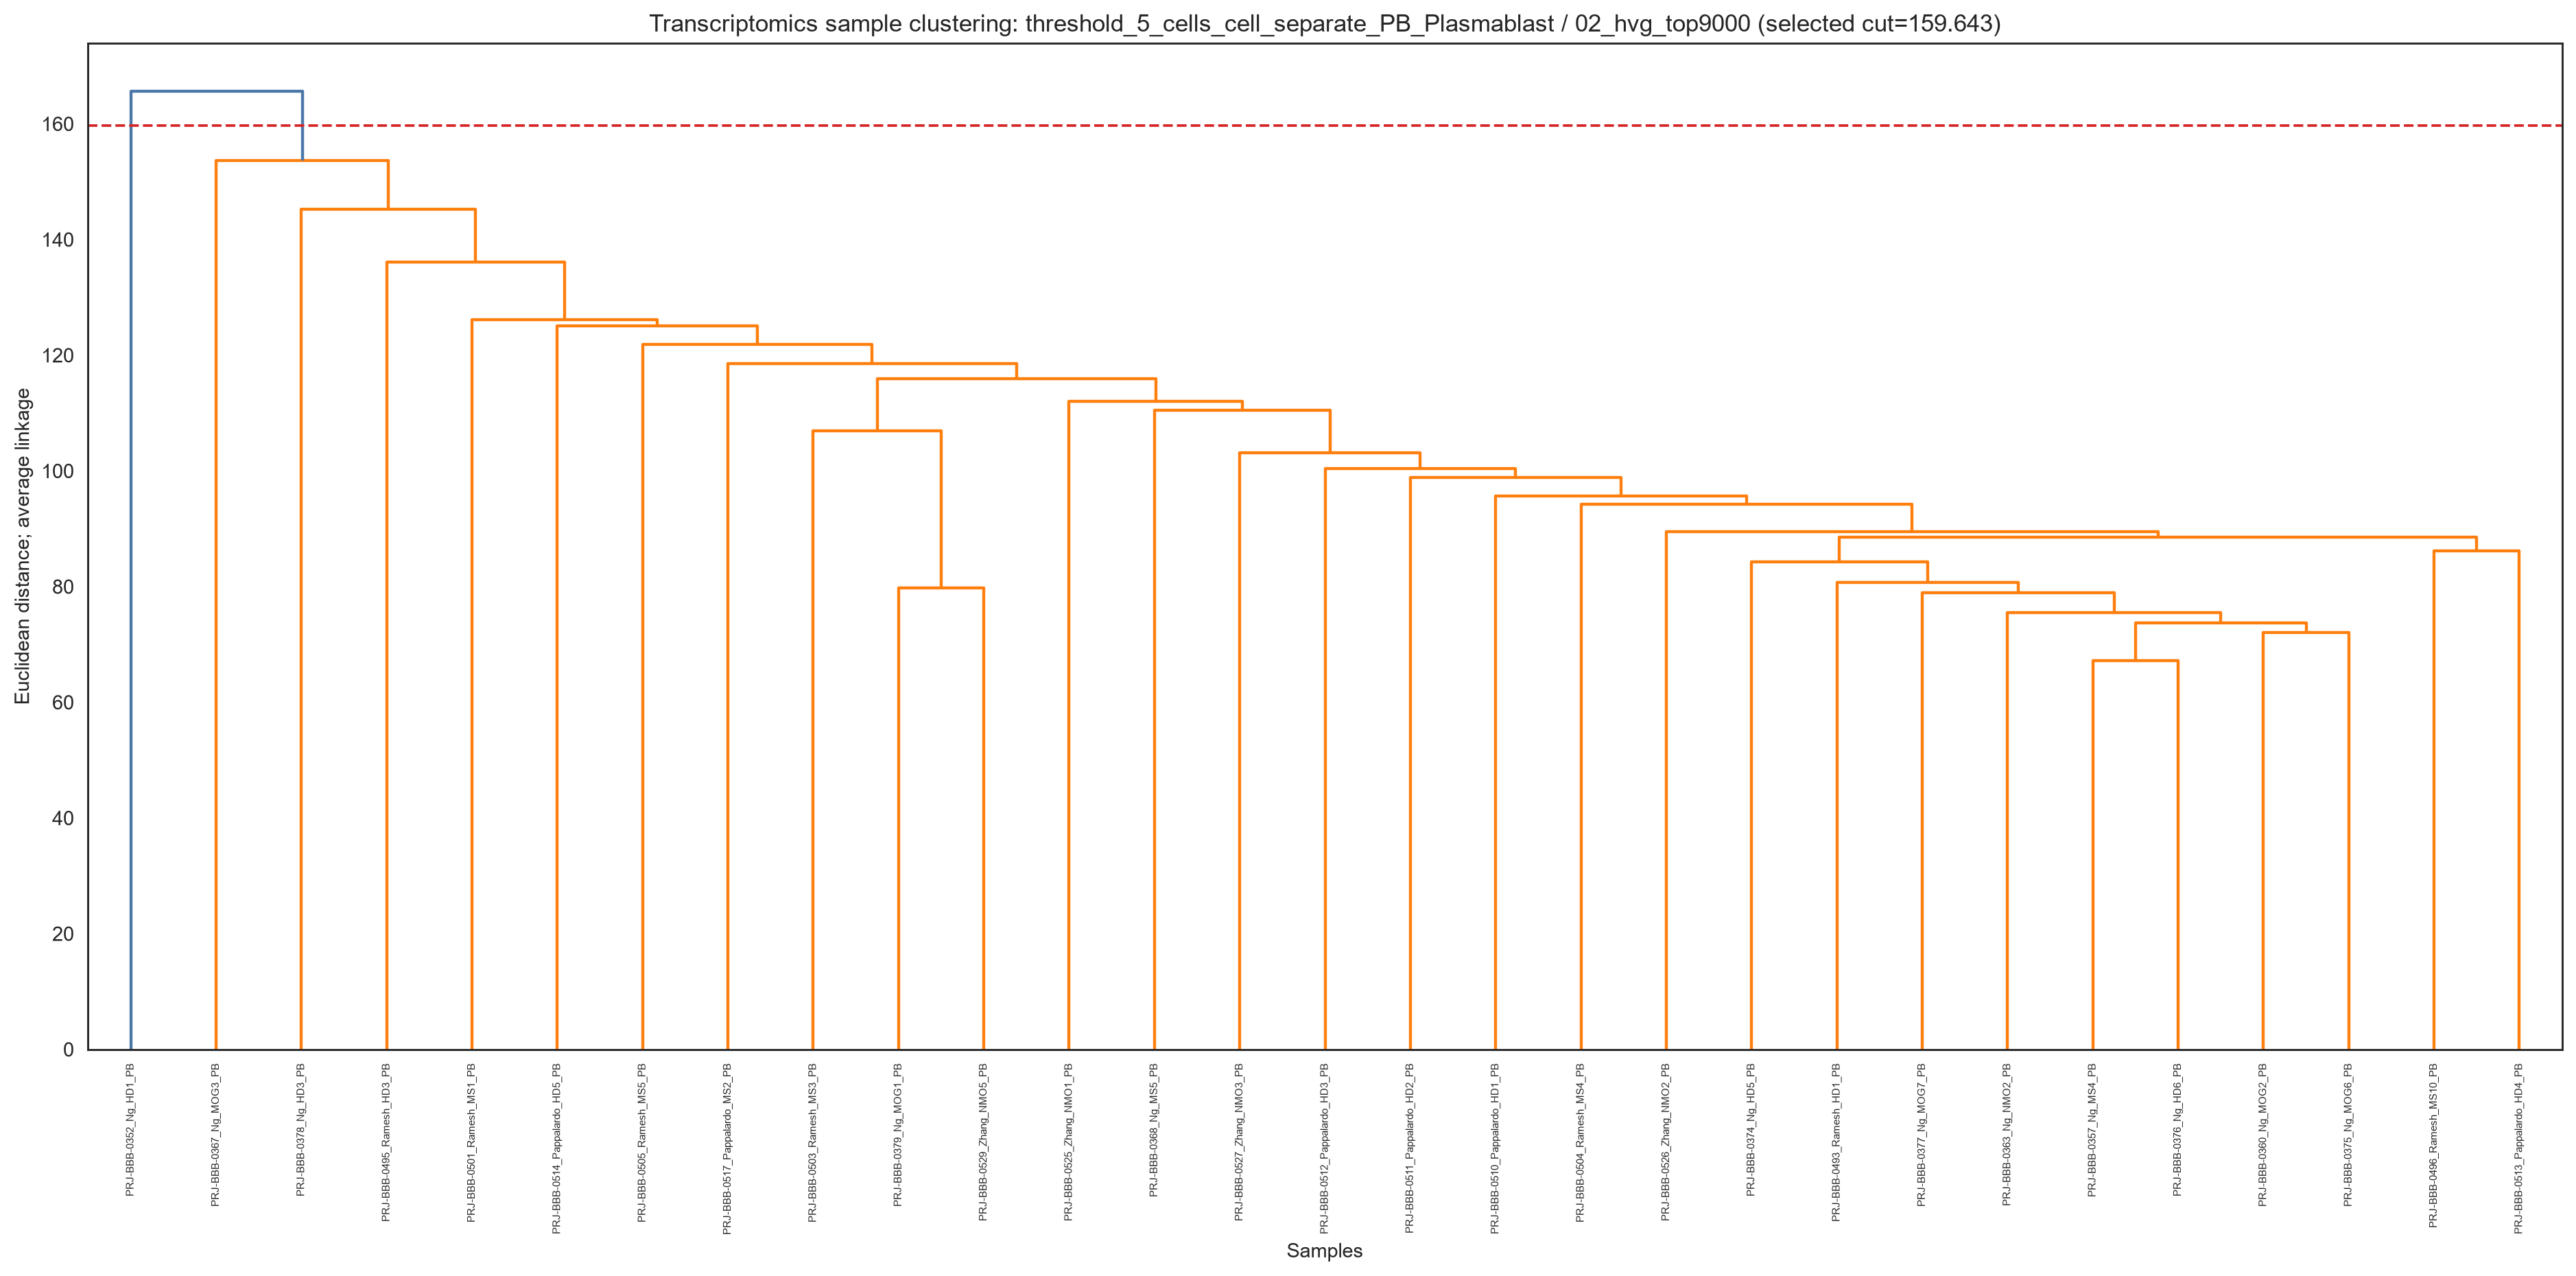 Transcriptomics sample clustering: threshold_5_cells_cell_separate_PB_Plasmablast / 02_hvg_top9000 (selected cut=159.643)
Euclidean distance; average linkage
160
140
120
100
80
60
40
20
0
PRJ-BBB-0352_Ng_HD1_PB
PRJ-BBB-0367_Ng_MOG3_PB
PRJ-BBB-0378_Ng_HD3_PB
PRJ-BBB-0495_Ramesh_HD3_PB
PRJ-BBB-0501_Ramesh_MS1_PB
PRJ-BBB-0514_Pappalardo_HD5_PB
PRJ-BBB-0505_Ramesh_MS5_PB
PRJ-BBB-0517_Pappalardo_MS2_PB
PRJ-BBB-0503_Ramesh_MS3_PB
PRJ-BBB-0379_Ng_MOG1_PB
PRJ-BBB-0529_Zhang_NMO5_PB
PRJ-BBB-0525_Zhang_NMO1_PB
PRJ-BBB-0368_Ng_MS5_PB
PRJ-BBB-0527_Zhang_NMO3_PB
PRJ-BBB-0512_Pappalardo_HD3_PB
PRJ-BBB-0511_Pappalardo_HD2_PB
PRJ-BBB-0510_Pappalardo_HD1_PB
PRJ-BBB-0504_Ramesh_MS4_PB
PRJ-BBB-0526_Zhang_NMO2_PB
PRJ-BBB-0374_Ng_HD5_PB
PRJ-BBB-0493_Ramesh_HD1_PB
PRJ-BBB-0377_Ng_MOG7_PB
PRJ-BBB-0363_Ng_NMO2_PB
PRJ-BBB-0357_Ng_MS4_PB
PRJ-BBB-0376_Ng_HD6_PB
PRJ-BBB-0360_Ng_MOG2_PB
PRJ-BBB-0375_Ng_MOG6_PB
PRJ-BBB-0496_Ramesh_MS10_PB
PRJ-BBB-0513_Pappalardo_HD4_PB
Samples